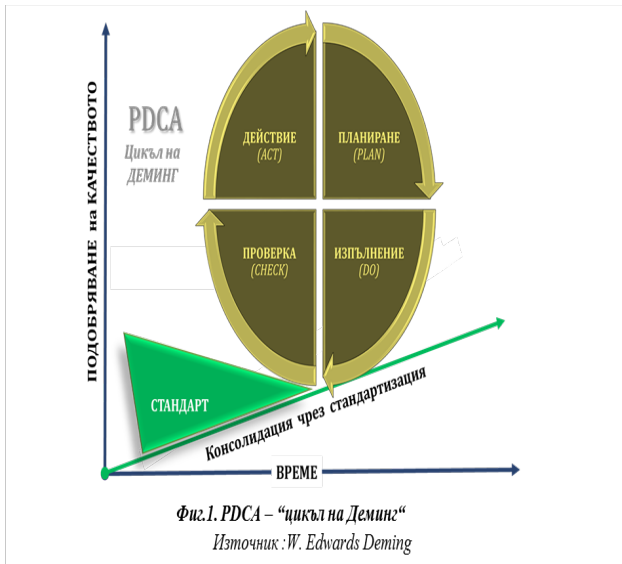 ПОДОБРЯВАНЕ на КАЧЕСТВОТО
PDCA
Цикъл на
ДЕМИНГ
ДЕЙСТВИЕ
(ACT)
ПЛАНИРАНЕ
(PLAN)
ПРОВЕРКА
(CHECK)
ИЗПЪЛНЕНИЕ
(DO)
СТАНДАРТ
Консолидация чрез стандартизация
ВРЕМЕ
Фиг.1. PDCA – “цикъл на Деминг“
Източник :W. Edwards Deming